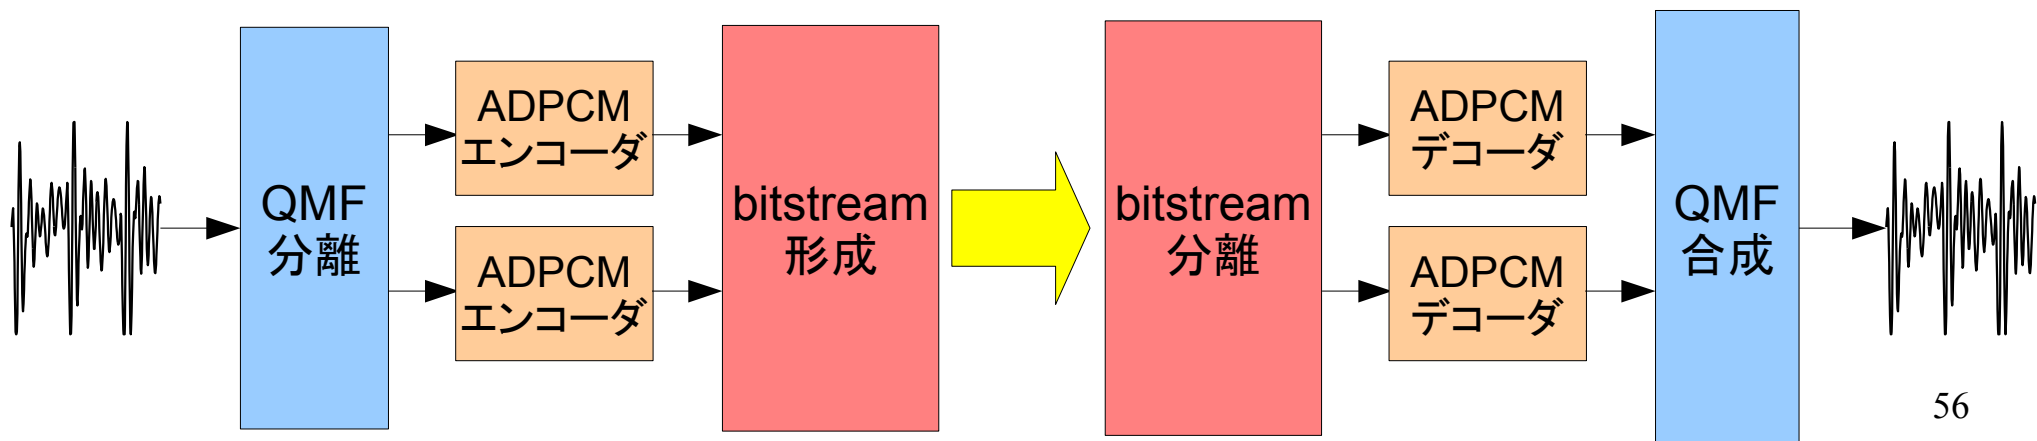 QMF
分離
ADPCM
エンコーダ
ADPCM
エンコーダ
bitstream
形成
bitstream
分離
ADPCM
デコーダ
ADPCM
デコーダ
QMF
合成
56